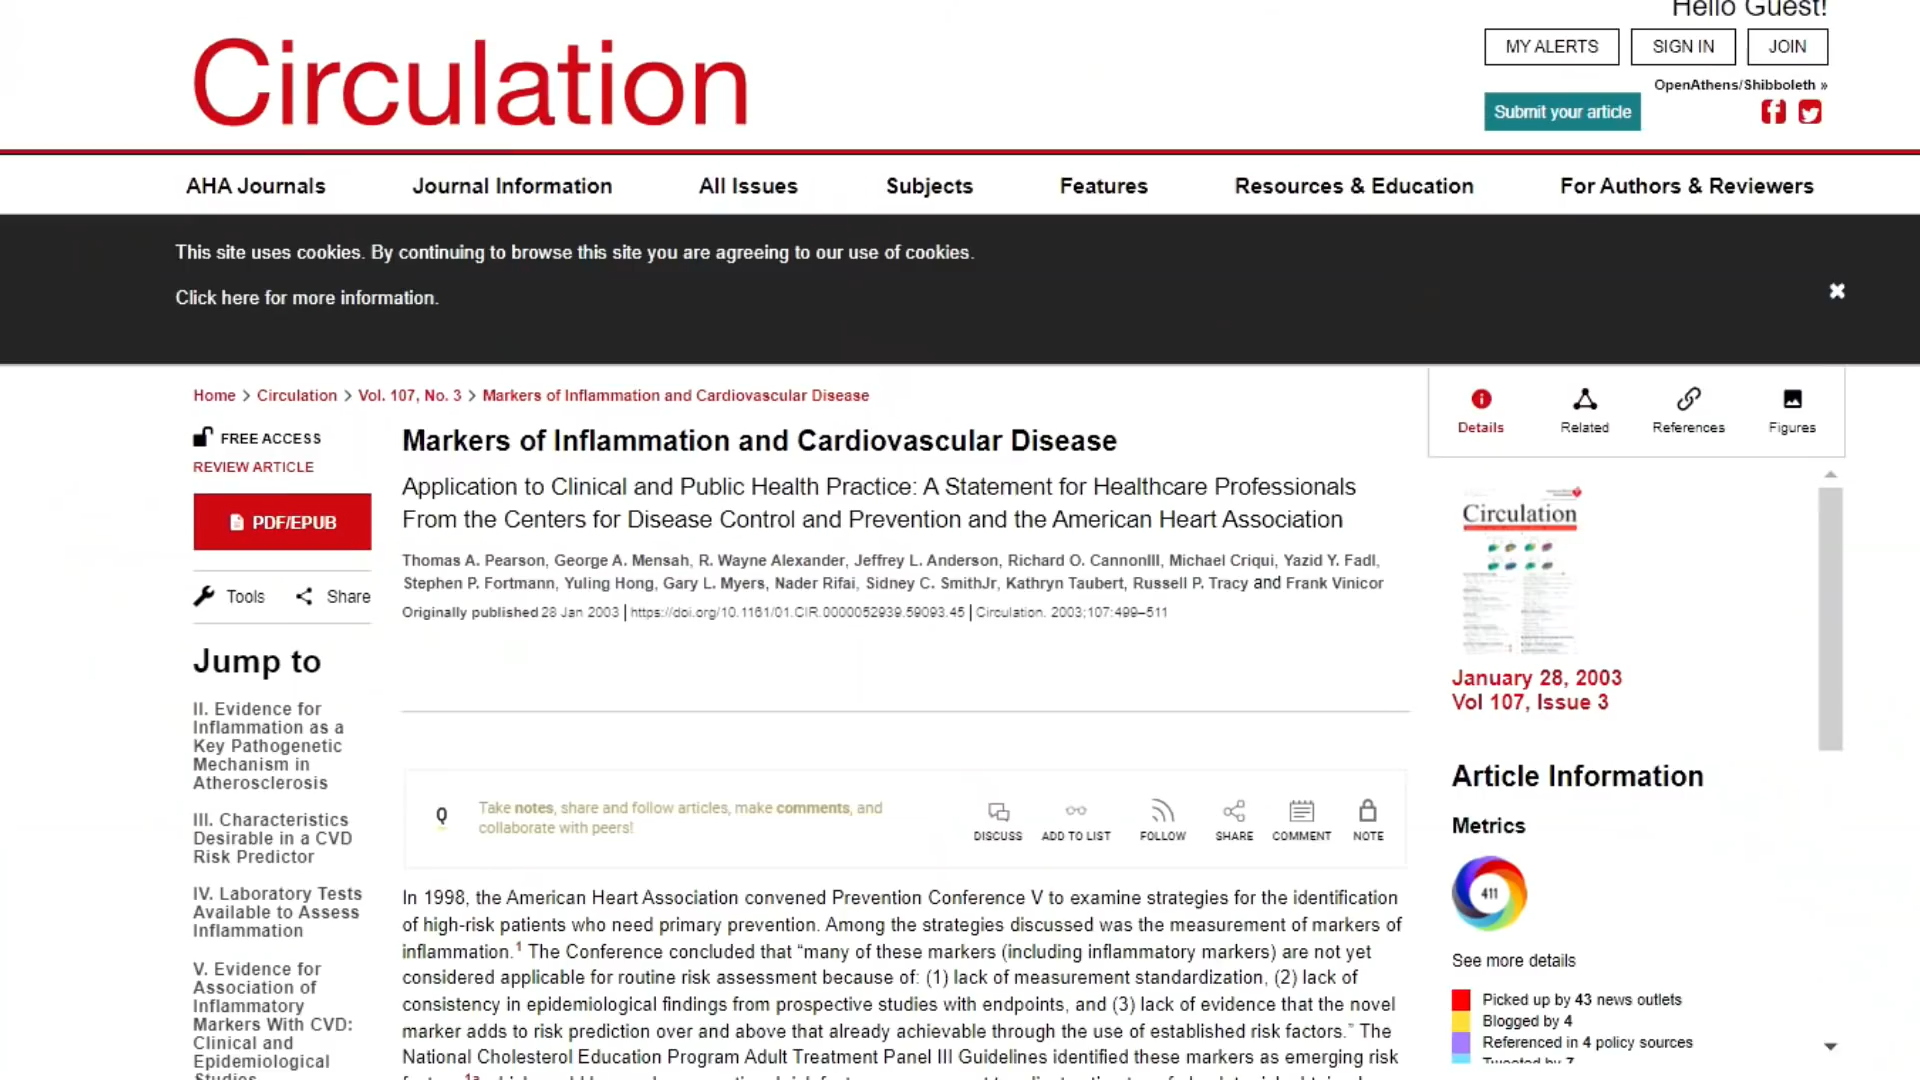 Hello Guest!
Circulation
MY ALERTS
SIGN IN
JOIN
OpenAthens/Shibboleth »
Submit your article
AHA Journals
Journal Information
All Issues
Subjects
Features
Resources & Education
For Authors & Reviewers
This site uses cookies. By continuing to browse this site you are agreeing to our use of cookies.
Click here for more information.
Home > Circulation > Vol. 107, No. 3 > Markers of Inflammation and Cardiovascular Disease
FREE ACCESS
REVIEW ARTICLE
PDF/EPUB
Tools
Share
Jump to
II. Evidence for
Inflammation as a
Key Pathogenetic
Mechanism in
Atherosclerosis
III. Characteristics
Desirable in a CVD
Risk Predictor
IV. Laboratory Tests
Available to Assess
Inflammation
V. Evidence for
Association of
Inflammatory
Markers With CVD:
Clinical and
Epidemiological
Studies
Markers of Inflammation and Cardiovascular Disease
Application to Clinical and Public Health Practice: A Statement for Healthcare Professionals
From the Centers for Disease Control and Prevention and the American Heart Association
Thomas A. Pearson, George A. Mensah, R. Wayne Alexander, Jeffrey L. Anderson, Richard O. CannonIII, Michael Criqui, Yazid Y. Fadl,
Stephen P. Fortmann, Yuling Hong, Gary L. Myers, Nader Rifai, Sidney C. SmithJr, Kathryn Taubert, Russell P. Tracy and Frank Vinicor
Originally published 28 Jan 2003 | https://doi.org/10.1161/01.CIR.0000052939.59093.45 | Circulation. 2003;107:499–511
Q
Take notes, share and follow articles, make comments, and
collaborate with peers!
DISCUSS
ADD TO LIST
FOLLOW
SHARE
COMMENT
NOTE
In 1998, the American Heart Association convened Prevention Conference V to examine strategies for the identification
of high-risk patients who need primary prevention. Among the strategies discussed was the measurement of markers of
inflammation.1 The Conference concluded that “many of these markers (including inflammatory markers) are not yet
considered applicable for routine risk assessment because of: (1) lack of measurement standardization, (2) lack of
consistency in epidemiological findings from prospective studies with endpoints, and (3) lack of evidence that the novel
marker adds to risk prediction over and above that already achievable through the use of established risk factors.” The
National Cholesterol Education Program Adult Treatment Panel III Guidelines identified these markers as emerging risk
Details
Related
References
Figures
Circulation
January 28, 2003
Vol 107, Issue 3
Article Information
Metrics
411
See more details
Picked up by 43 news outlets
Blogged by 4
Referenced in 4 policy sources
Tweeted by 7